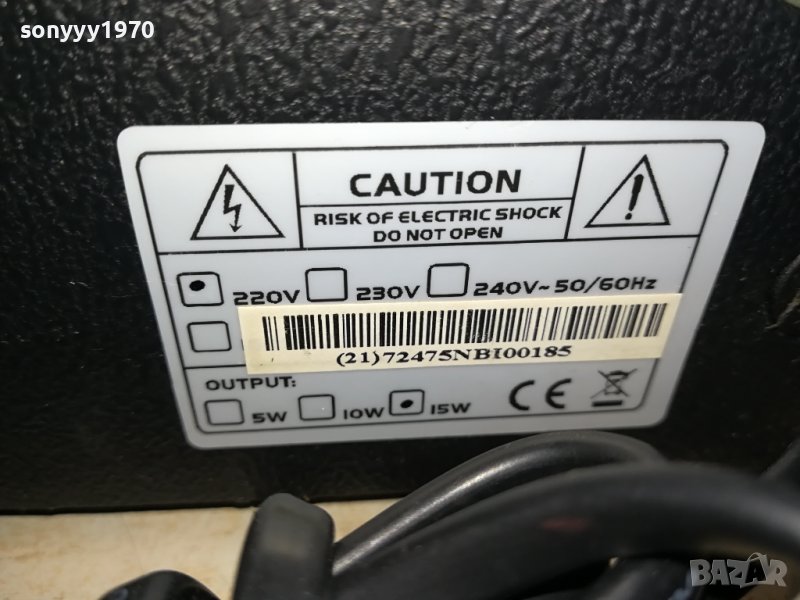 sonyyy1970
CAUTION
RISK OF ELECTRIC SHOCK
DO NOT OPEN
220V 230V 240V~50/60Hz
(21)72475NBI00185
OUTPUT:
5W 10W 15W CE
BAZAR